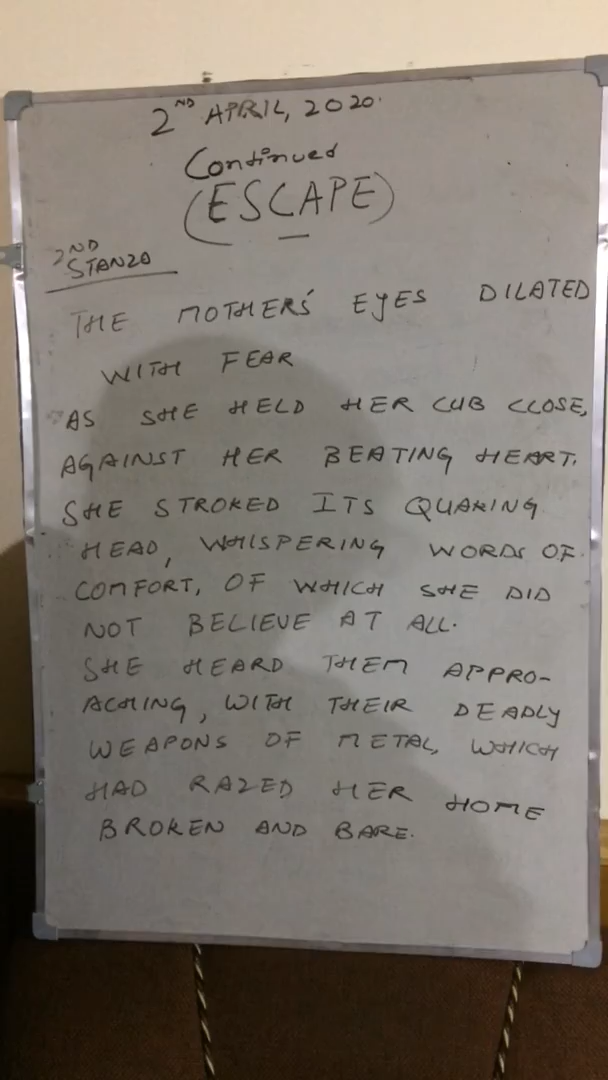 2ND APRIL, 2020.
Continued
(ESCAPE)
2ND
STANZA
THE MOTHER'S EYES DILATED
WITH FEAR
AS SHE HELD HER CUB CLOSE,
AGAINST HER BEATING HEART.
SHE STROKED ITS QUAKING
HEAD, WHISPERING WORDS OF
COMFORT, OF WHICH SHE DID
NOT BELIEVE AT ALL.
SHE HEARD THEM APPRO-
ACHING, WITH THEIR DEADLY
WEAPONS OF METAL, WHICH
HAD RAZED HER HOME
BROKEN AND BARE.